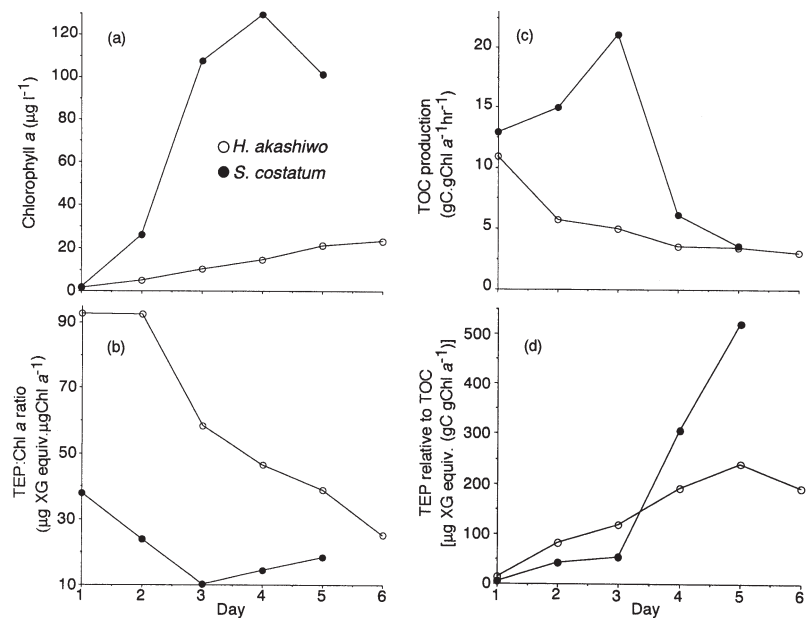 (a)
Chlorophyll a (µg l⁻¹)
120
100
80
60
40
20
0
H. akashiwo
S. costatum
(c)
TOC production
(gC.gChl a⁻¹hr⁻¹)
20
15
10
5
0
(b)
TEP:Chl a ratio
(µg XG equiv.µgChl a⁻¹)
90
70
50
30
10
1 2 3 4 5 6
Day
(d)
TEP relative to TOC
[µg XG equiv. (gC gChl a⁻¹)]
500
400
300
200
100
0
1 2 3 4 5 6
Day